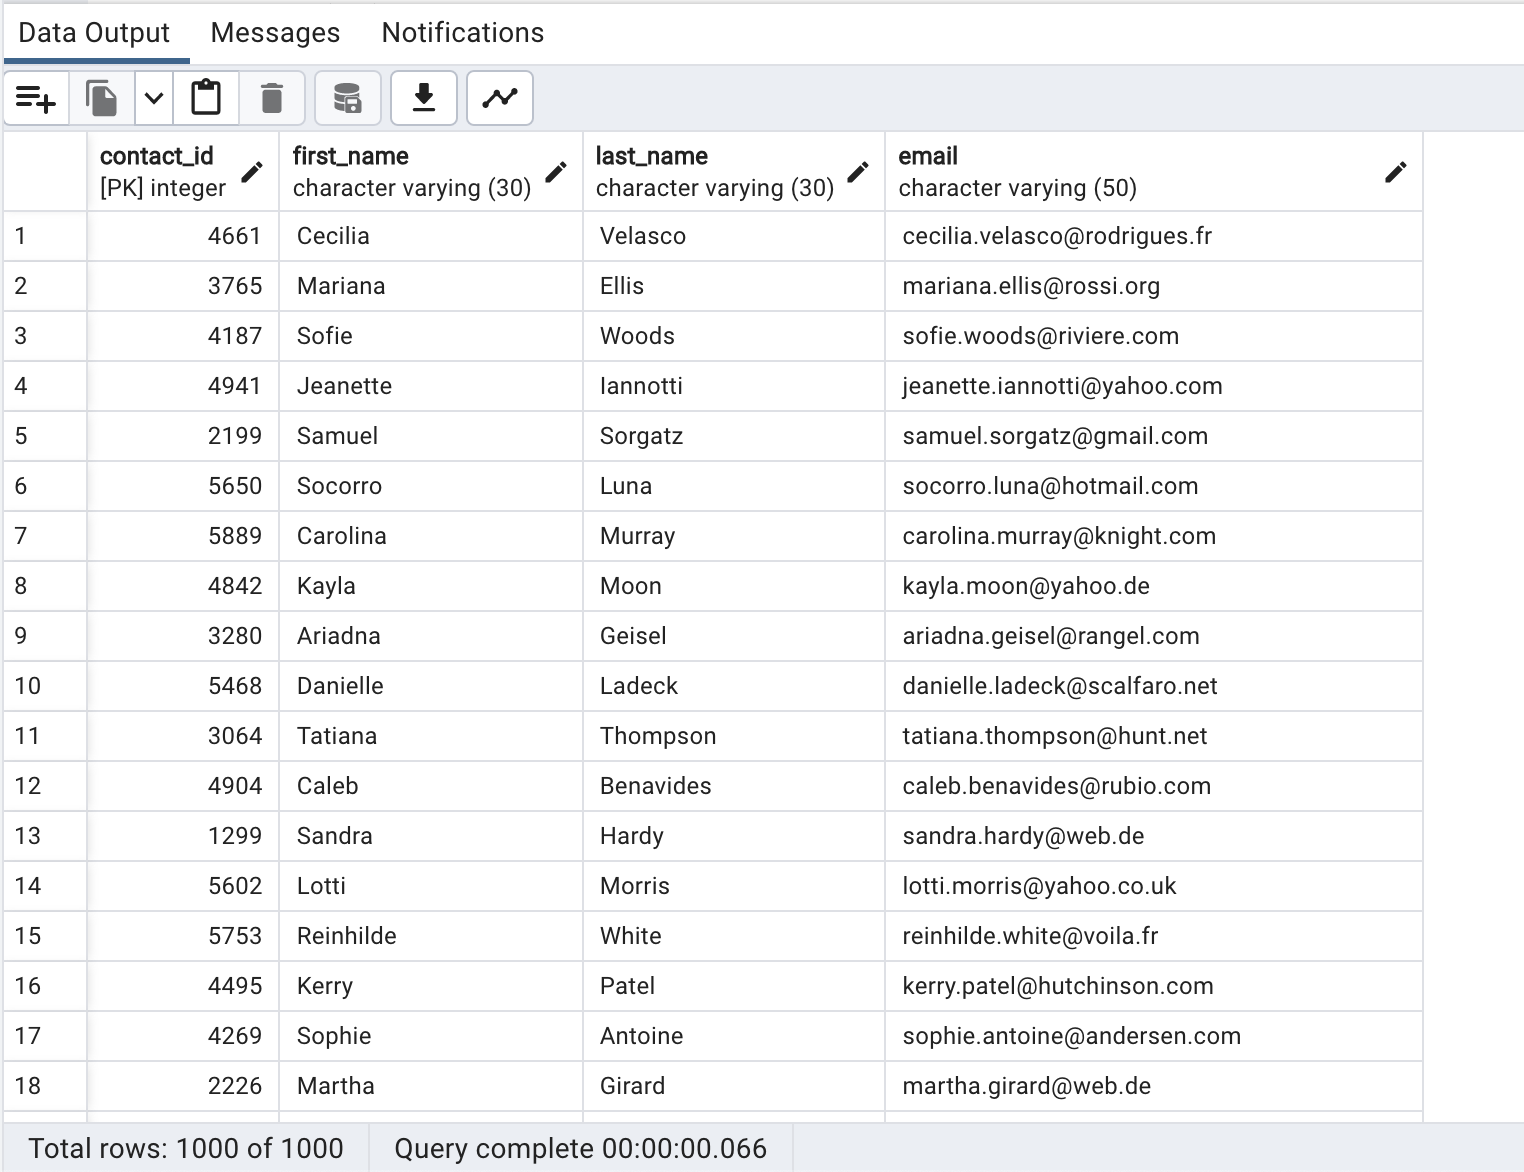 Data Output Messages Notifications
contact_id first_name last_name email
[PK] integer character varying (30) character varying (30) character varying (50)
1 4661 Cecilia Velasco cecilia.velasco@rodrigues.fr
2 3765 Mariana Ellis mariana.ellis@rossi.org
3 4187 Sofie Woods sofie.woods@riviere.com
4 4941 Jeanette Iannotti jeanette.iannotti@yahoo.com
5 2199 Samuel Sorgatz samuel.sorgatz@gmail.com
6 5650 Socorro Luna socorro.luna@hotmail.com
7 5889 Carolina Murray carolina.murray@knight.com
8 4842 Kayla Moon kayla.moon@yahoo.de
9 3280 Ariadna Geisel ariadna.geisel@rangel.com
10 5468 Danielle Ladeck danielle.ladeck@scalfaro.net
11 3064 Tatiana Thompson tatiana.thompson@hunt.net
12 4904 Caleb Benavides caleb.benavides@rubio.com
13 1299 Sandra Hardy sandra.hardy@web.de
14 5602 Lotti Morris lotti.morris@yahoo.co.uk
15 5753 Reinhilde White reinhilde.white@voila.fr
16 4495 Kerry Patel kerry.patel@hutchinson.com
17 4269 Sophie Antoine sophie.antoine@andersen.com
18 2226 Martha Girard martha.girard@web.de
Total rows: 1000 of 1000 Query complete 00:00:00.066